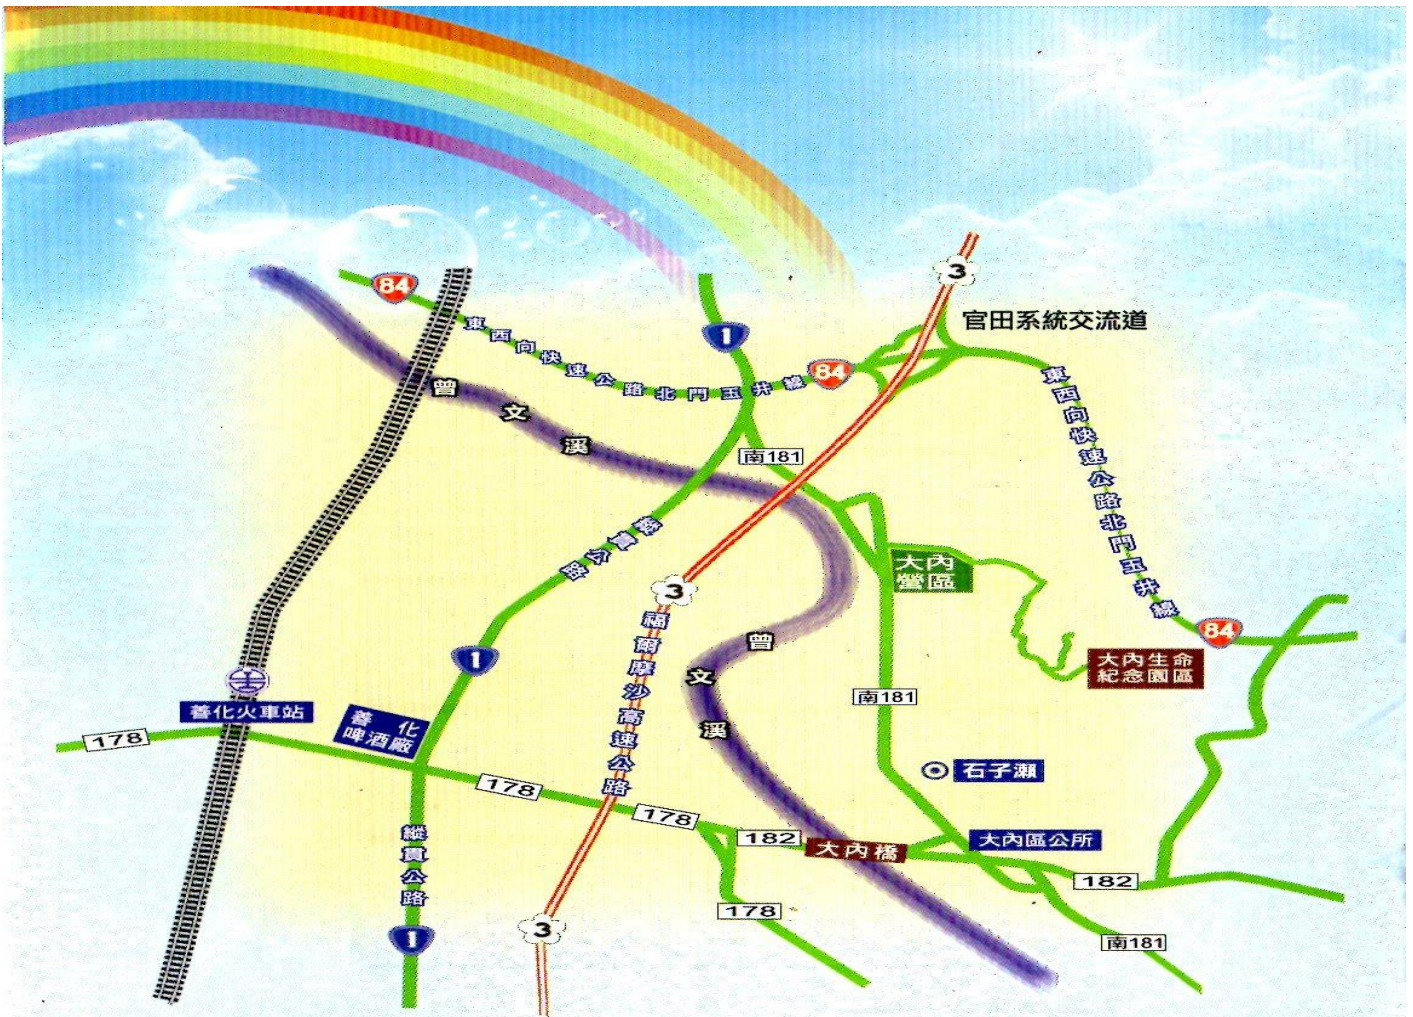 3
官田系統交流道
84
東西向快速公路北門玉井線
1
84
東西向快速公路北門玉井線
84
曾文溪
南181
縱貫公路
大內
營區
3
福爾摩沙高速公路
曾文溪
1
大內生命
紀念園區
南181
善化火車站
善化
啤酒廠
178
石子瀨
178
178
182
大內橋
大內區公所
182
縱貫公路
178
1
3
南181